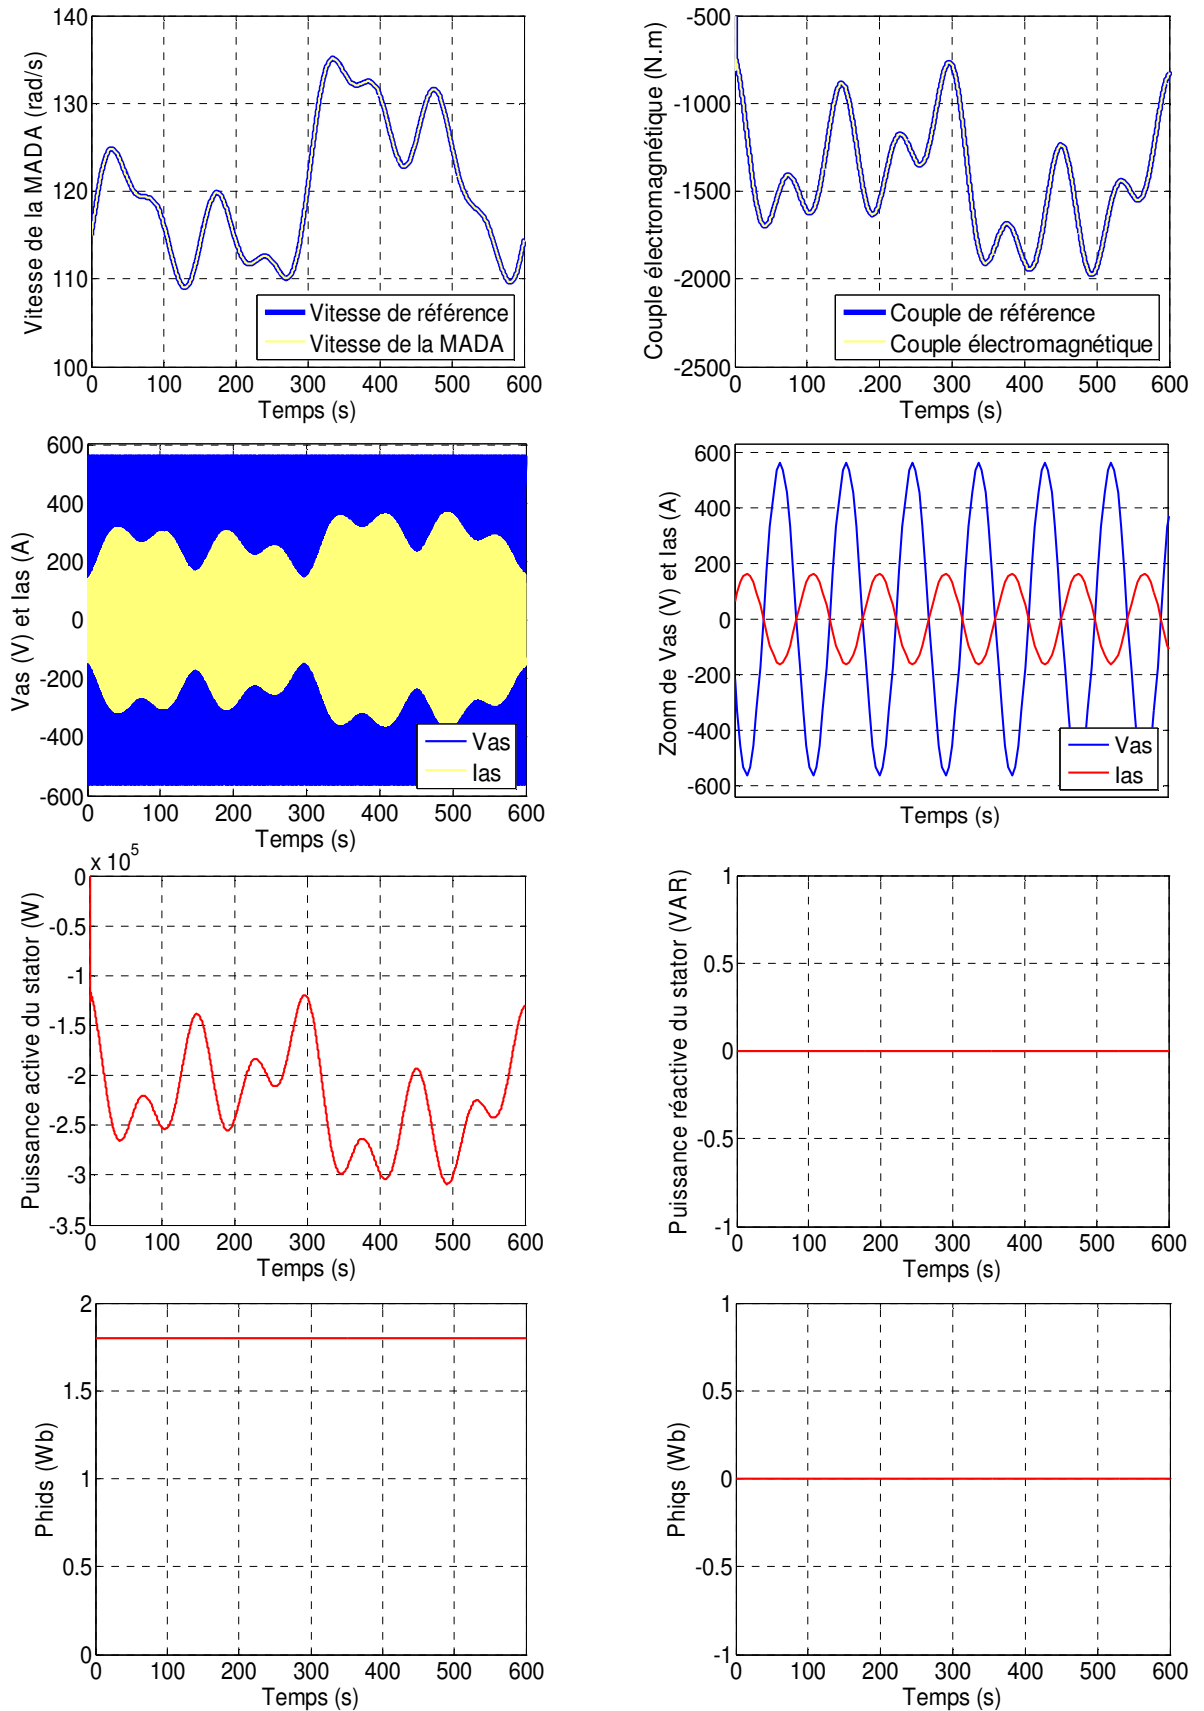 Vitesse de la MADA (rad/s)
140
130
120
110
100
0 100 200 300 400 500 600
Temps (s)
Vitesse de référence
Vitesse de la MADA
Couple électromagnétique (N.m)
-500
-1000
-1500
-2000
-2500
0 100 .200 300 400 500 600
Temps (s)
Couple de référence
Couple électromagnétique
Vas (V) et Ias (A)
600
400
200
0
-200
-400
-600
0 100 200 300 400 500 600
Temps (s)
Vas
Ias
Zoom de Vas (V) et Ias (A)
600
400
200
0
-200
-400
-600
Temps (s)
Vas
Ias
Puissance active du stator (W)
x 10^5
0
-0.5
-1
-1.5
-2
-2.5
-3
-3.5
0 100 200 300 400 500 600
Temps (s)
Puissance réactive du stator (VAR)
1
0.5
0
-0.5
-1
0 100 200 300 400 500 600
Temps (s)
Phids (Wb)
2
1.5
1
0.5
0
0 100 200 300 400 500 600
Temps (s)
Phiqs (Wb)
1
0.5
0
-0.5
-1
0 100 200 300 400 500 600
Temps (s)